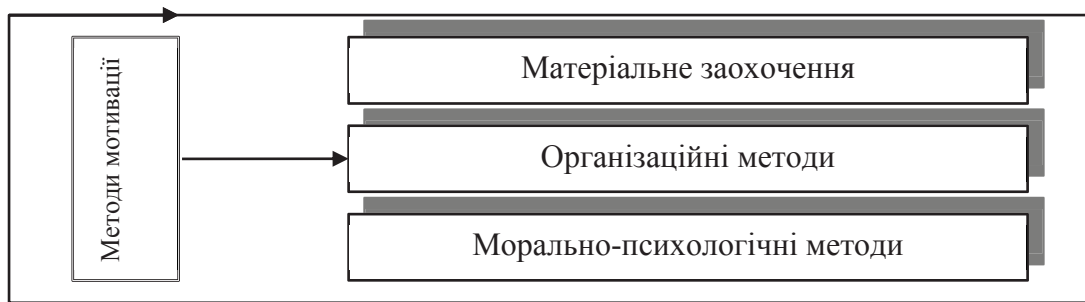 Методи мотивації
Матеріальне заохочення
Організаційні методи
Морально-психологічні методи